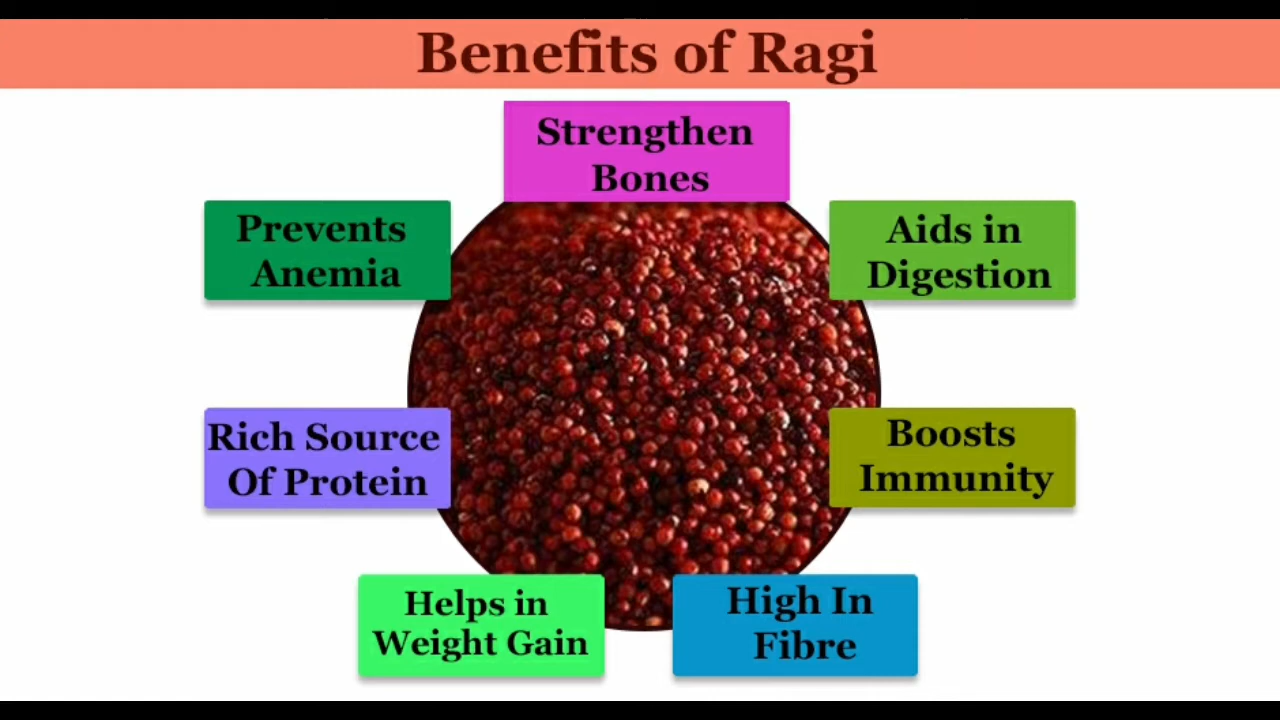 Benefits of Ragi
Strengthen
Bones
Prevents
Anemia
Aids in
Digestion
Rich Source
Of Protein
Boosts
Immunity
Helps in
Weight Gain
High In
Fibre